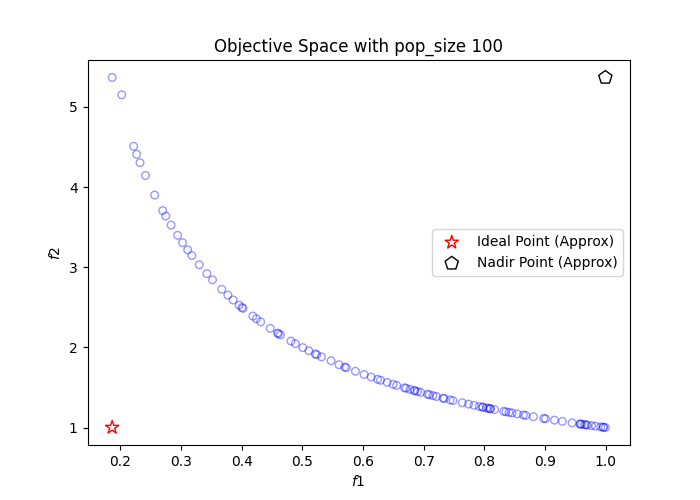 Objective Space with pop_size 100
5
4
3
2
1
f2
Ideal Point (Approx)
Nadir Point (Approx)
0.2 0.3 0.4 0.5 0.6 0.7 0.8 0.9 1.0
f1